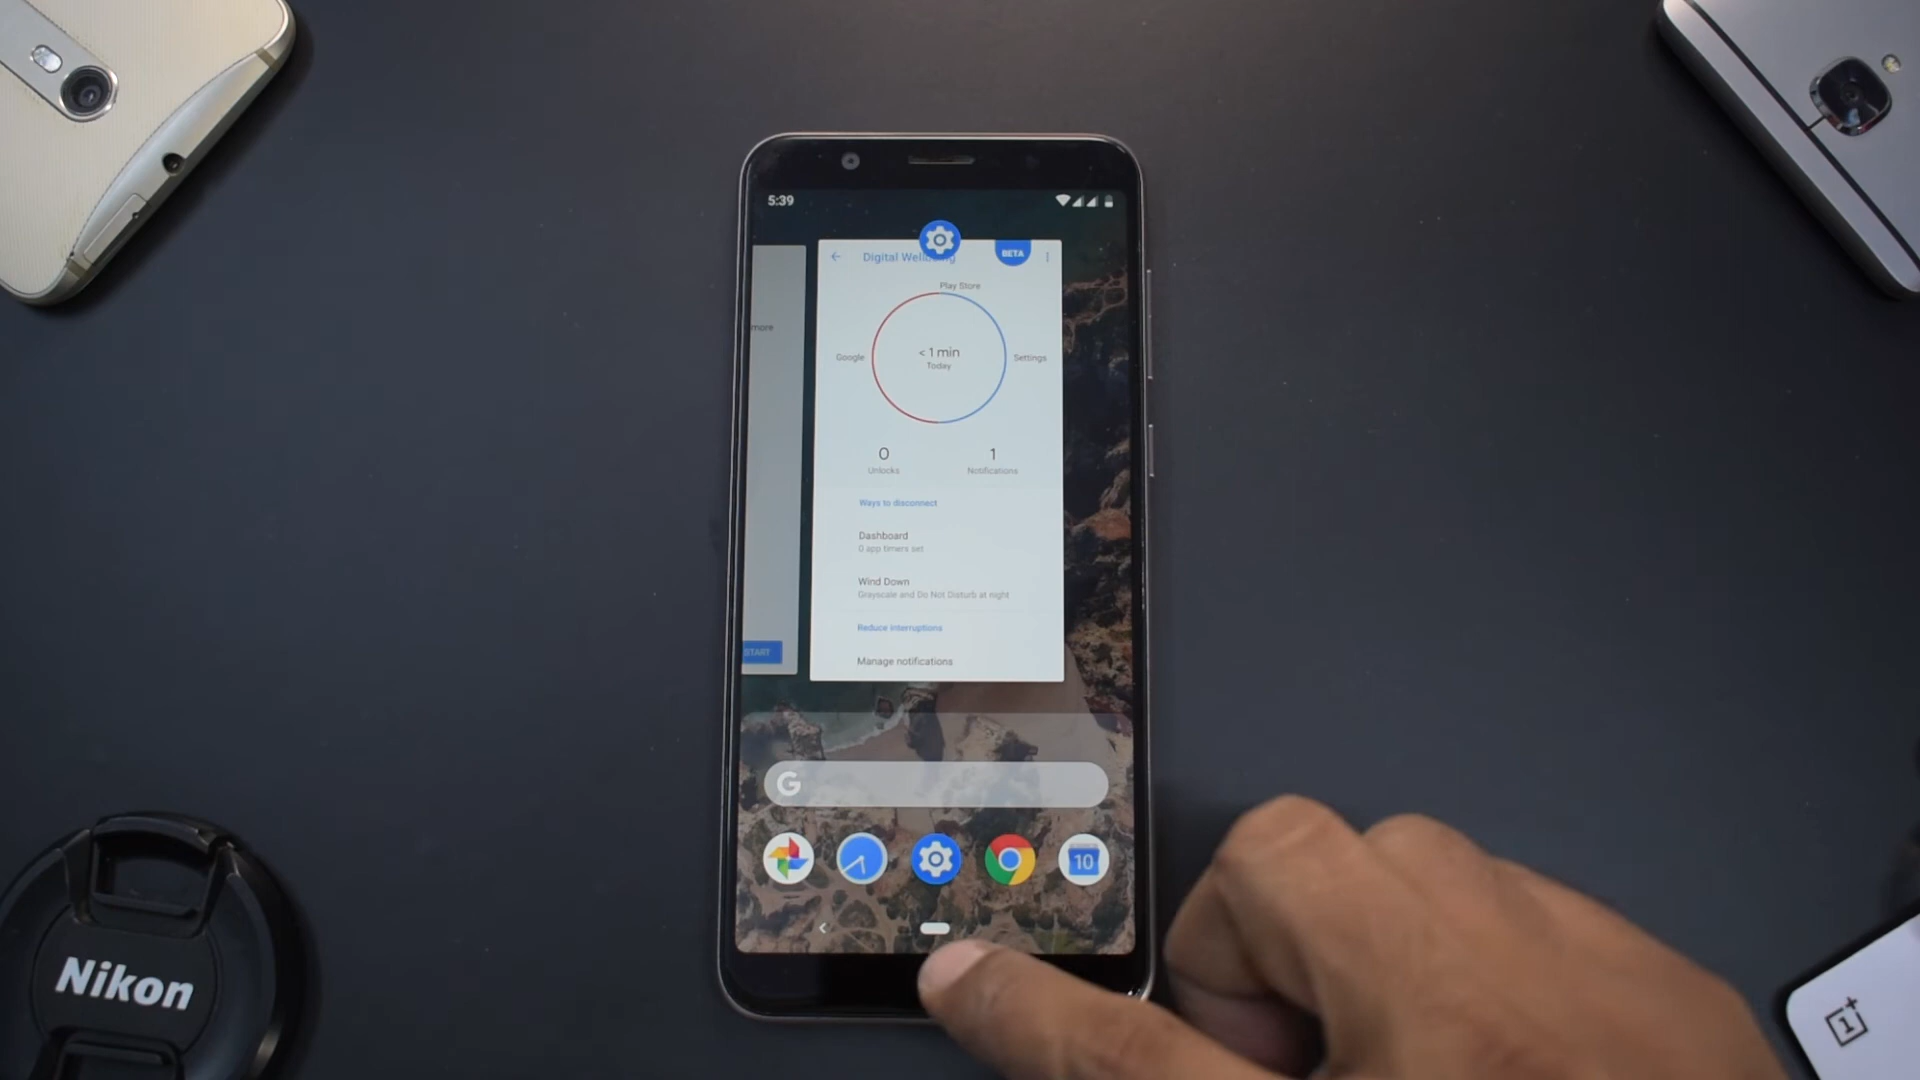 5:39
Digital Wellbeing
BETA
Play Store
Google
< 1 min
Today
Settings
0
Unlocks
1
Notifications
Ways to disconnect
Dashboard
0 app timers set
Wind Down
Grayscale and Do Not Disturb at night
Reduce interruptions
Manage notifications
more
START
G
10
Nikon
1+